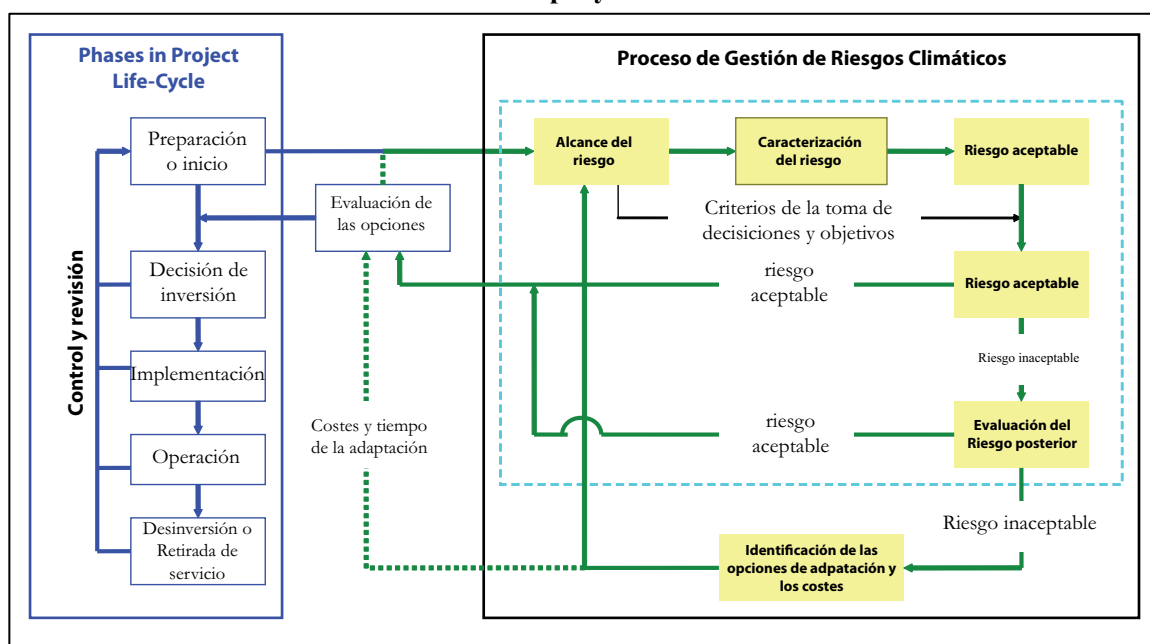 Phases in Project
Life-Cycle
Preparación
o inicio
Decisión de
inversión
Implementación
Operación
Desinversión o
Retirada de
servicio
Control y revisión
Evaluación de
las opciones
Costes y tiempo
de la adaptación
Proceso de Gestión de Riesgos Climáticos
Alcance del
riesgo
Caracterización
del riesgo
Riesgo aceptable
Criterios de la toma de
decisiciones y objetivos
riesgo
aceptable
Riesgo aceptable
Riesgo inaceptable
riesgo
aceptable
Evaluación del
Riesgo posterior
Riesgo inaceptable
Identificación de las
opciones de adpatación y
los costes